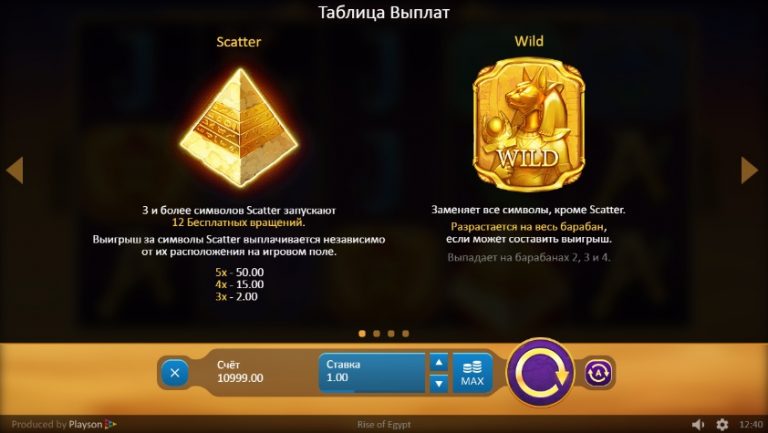 Таблица Выплат
Scatter
3 и более символов Scatter запускают
12 Бесплатных вращений.
Выигрыш за символы Scatter выплачивается независимо
от их расположения на игровом поле.
5x - 50.00
4x - 15.00
3x - 2.00
Wild
WILD
Заменяет все символы, кроме Scatter.
Разрастается на весь барабан,
если может составить выигрыш.
Выпадает на барабанах 2, 3 и 4.
Счёт
10999.00
Ставка
1.00
MAX
A
Produced by Playson
Rise of Egypt
12:40